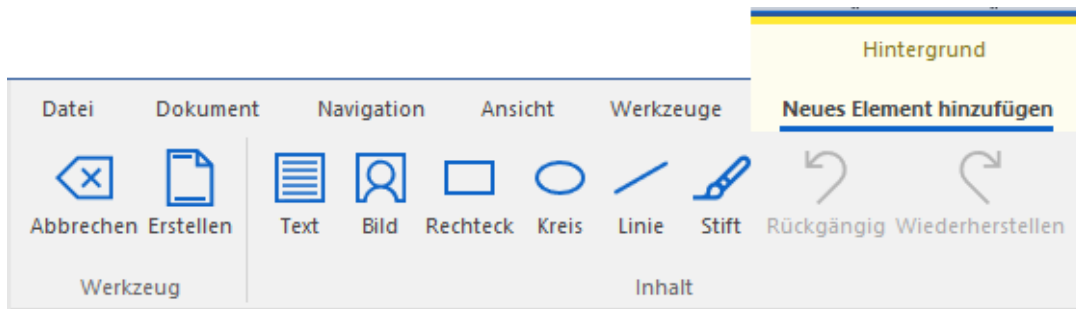 Hintergrund
Datei Dokument Navigation Ansicht Werkzeuge Neues Element hinzufügen
Abbrechen Erstellen Text Bild Rechteck Kreis Linie Stift Rückgängig Wiederherstellen
Werkzeug Inhalt